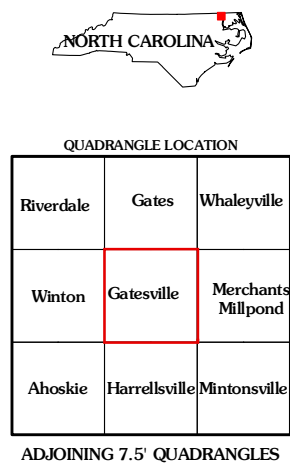 NORTH CAROLINA
QUADRANGLE LOCATION
Riverdale
Gates
Whaleyville
Winton
Gatesville
Merchants
Millpond
Ahoskie
Harrellsville
Mintonsville
ADJOINING 7.5' QUADRANGLES